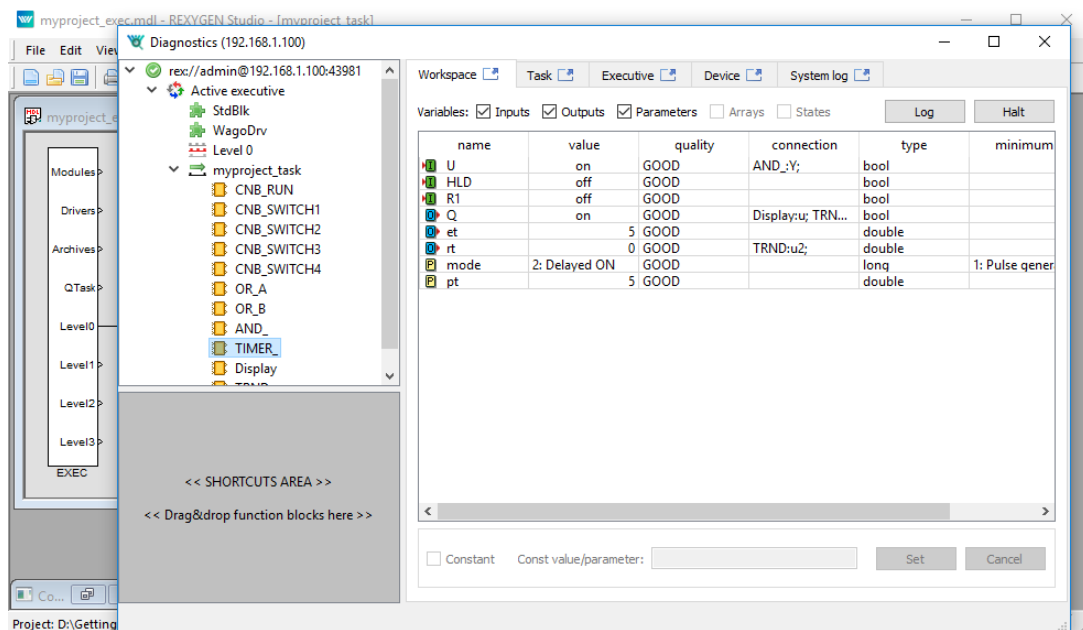 myproject_exec.mdl - REXYGEN Studio - [myproject_task]
File Edit View
Diagnostics (192.168.1.100)
rex://admin@192.168.1.100:43981
Active executive
StdBlk
WagoDrv
Level 0
myproject_task
CNB_RUN
CNB_SWITCH1
CNB_SWITCH2
CNB_SWITCH3
CNB_SWITCH4
OR_A
OR_B
AND_
TIMER_
Display
TRND
<< SHORTCUTS AREA >>
<< Drag&drop function blocks here >>
Workspace Task Executive Device System log
Variables: Inputs Outputs Parameters Arrays States Log Halt
name value quality connection type minimum
U on GOOD AND_:Y; bool
HLD off GOOD bool
R1 off GOOD bool
Q on GOOD Display:u; TRN... bool
et 5 GOOD double
rt 0 GOOD TRND:u2; double
mode 2: Delayed ON GOOD long 1: Pulse gener
pt 5 GOOD double
Constant Const value/parameter: Set Cancel
myproject_e
Modules
Drivers
Archives
QTask
Level0
Level1
Level2
Level3
EXEC
Co...
Project: D:\Getting